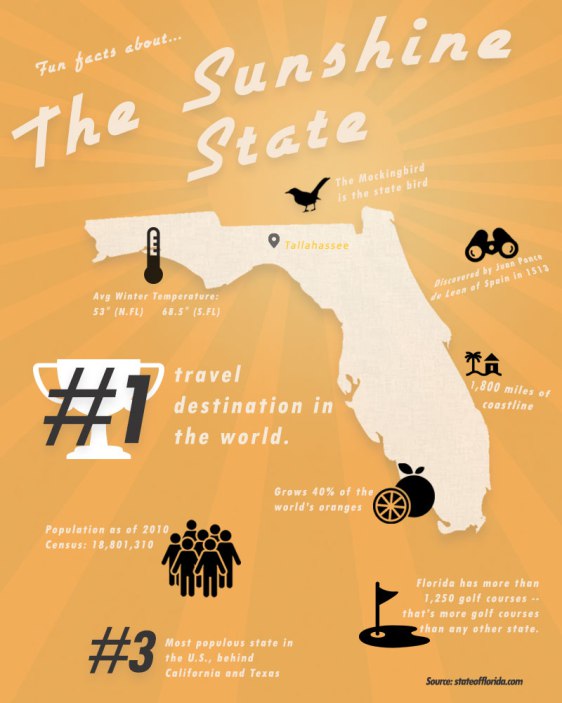 Fun facts about...
The Sunshine
State
The Mockingbird
is the state bird
Tallahassee
Discovered by Juan Ponce
de Leon of Spain in 1513
Avg Winter Temperature:
53° (N.FL) 68.5° (S.FL)
#1
travel
destination in
the world.
1,800 miles of
coastline
Grows 40% of the
world's oranges
Population as of 2010
Census: 18,801,310
Florida has more than
1,250 golf courses --
that's more golf courses
than any other state.
#3
Most populous state in
the U.S., behind
California and Texas
Source: stateofflorida.com